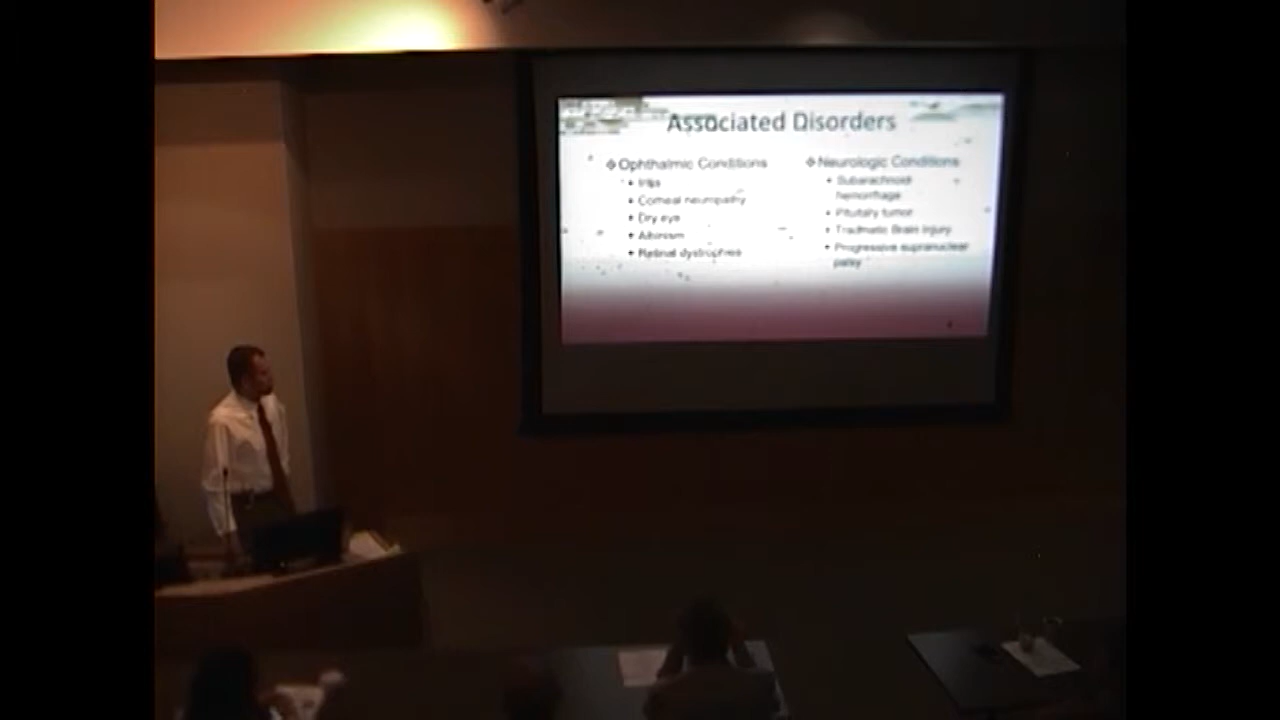 Associated Disorders
Ophthalmic Conditions
Iritis
Corneal neuropathy
Dry eye
Albinism
Retinal dystrophies
Neurologic Conditions
Subarachnoid
hemorrhage
Pituitary tumor
Traumatic Brain Injury
Progressive supranuclear
palsy